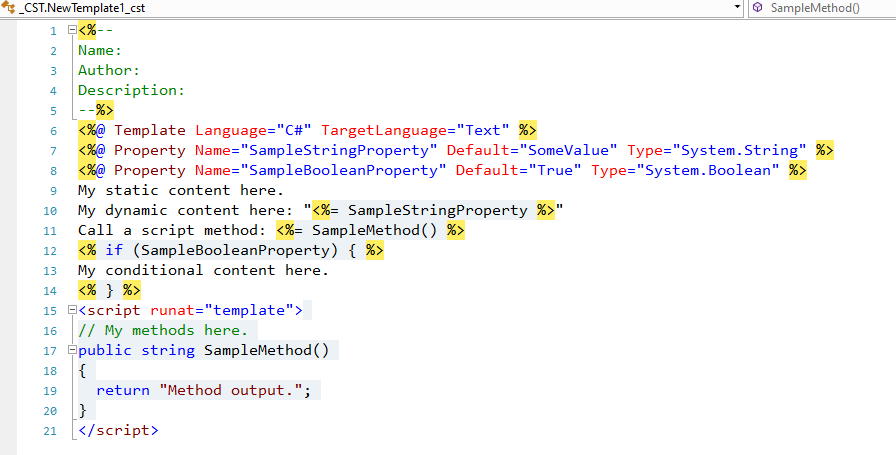 _CST.NewTemplate1_cst SampleMethod()
1 <%--
2 Name:
3 Author:
4 Description:
5 --%>
6 <%@ Template Language="C#" TargetLanguage="Text" %>
7 <%@ Property Name="SampleStringProperty" Default="SomeValue" Type="System.String" %>
8 <%@ Property Name="SampleBooleanProperty" Default="True" Type="System.Boolean" %>
9 My static content here.
10 My dynamic content here: "<%= SampleStringProperty %>"
11 Call a script method: <%= SampleMethod() %>
12 <% if (SampleBooleanProperty) { %>
13 My conditional content here.
14 <% } %>
15 <script runat="template">
16 // My methods here.
17 public string SampleMethod()
18 {
19   return "Method output.";
20 }
21 </script>